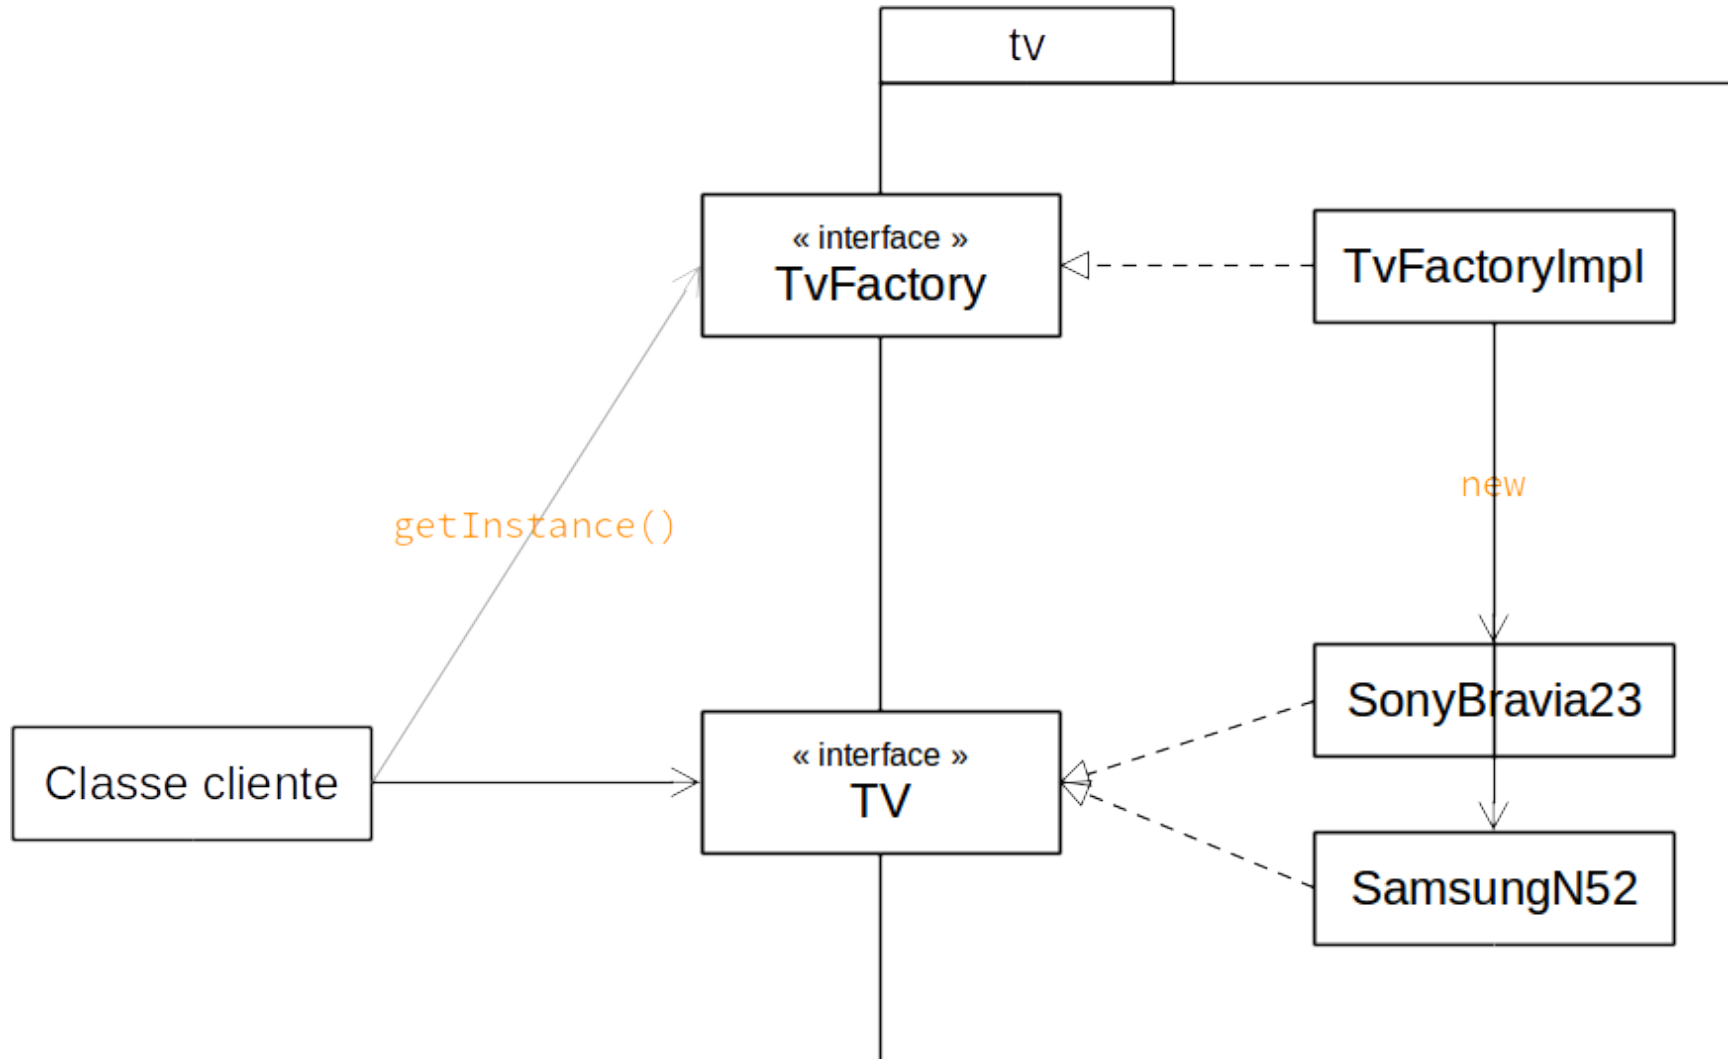 tv
« interface »
TvFactory
TvFactoryImpl
new
getInstance()
SonyBravia23
« interface »
TV
Classe cliente
SamsungN52